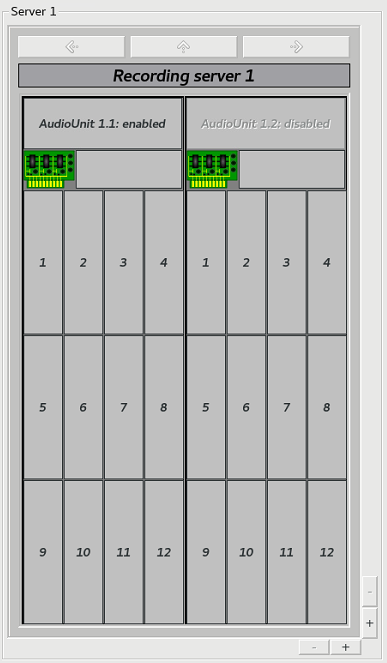 Server 1
Recording server 1
AudioUnit 1.1: enabled AudioUnit 1.2: disabled
1 2 3 4 1 2 3 4
5 6 7 8 5 6 7 8
9 10 11 12 9 10 11 12
-
+
- +